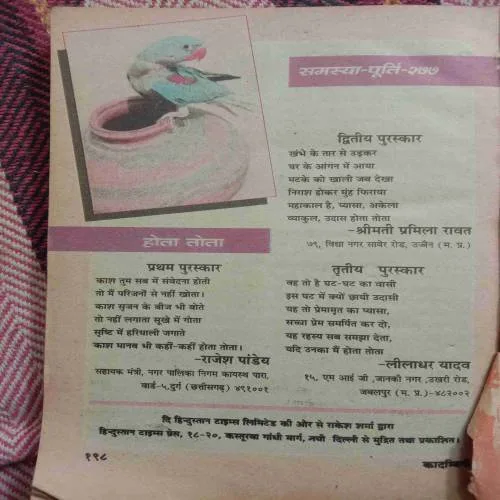 समस्या-पूर्ति-२७७
द्वितीय पुरस्कार
खंभे के तार से उड़कर
घर के आंगन में आया
मटके को खाली जब देखा
निराश होकर मुंह फिराया
महाकाल है, प्यासा, अकेला
व्याकुल, उदास होता तोता
-श्रीमती प्रमिला रावत
७९, विद्या नगर सावेर रोड, उज्जैन (म. प्र.)
होता तोता
प्रथम पुरस्कार
काश तुम सब में संवेदना होती
तो मैं परिजनों से नहीं खोता।
काश सृजन के बीज भी बोते
तो नहीं लगाता सूखे में गोता
सृष्टि में हरियाली जगाते
काश मानव भी कहीं-कहीं होता तोता।
-राजेश पांडेय
सहायक मंत्री, नगर पालिका निगम कायस्थ पारा,
वार्ड-५, दुर्ग (छत्तीसगढ़) ४९१००१
तृतीय पुरस्कार
वह तो है घट-घट का वासी
इस घट में क्यों छायी उदासी
यह तो प्रेमामृत का प्यासा,
सच्चा प्रेम समर्पित कर दो,
यह रहस्य सब समझा देता,
यदि उनका मैं होता तोता
-लीलाधर यादव
१५, एम आई जी ,जानकी नगर ,उखरी रोड,
जबलपुर (म. प्र.)-४८२००२
दि हिन्दुस्तान टाइम्स लिमिटेड की ओर से राकेश शर्मा द्वारा
हिन्दुस्तान टाइम्स प्रेस, १८-२०, कस्तूरबा गांधी मार्ग, नयी दिल्ली से मुद्रित तथा प्रकाशित।
१९८